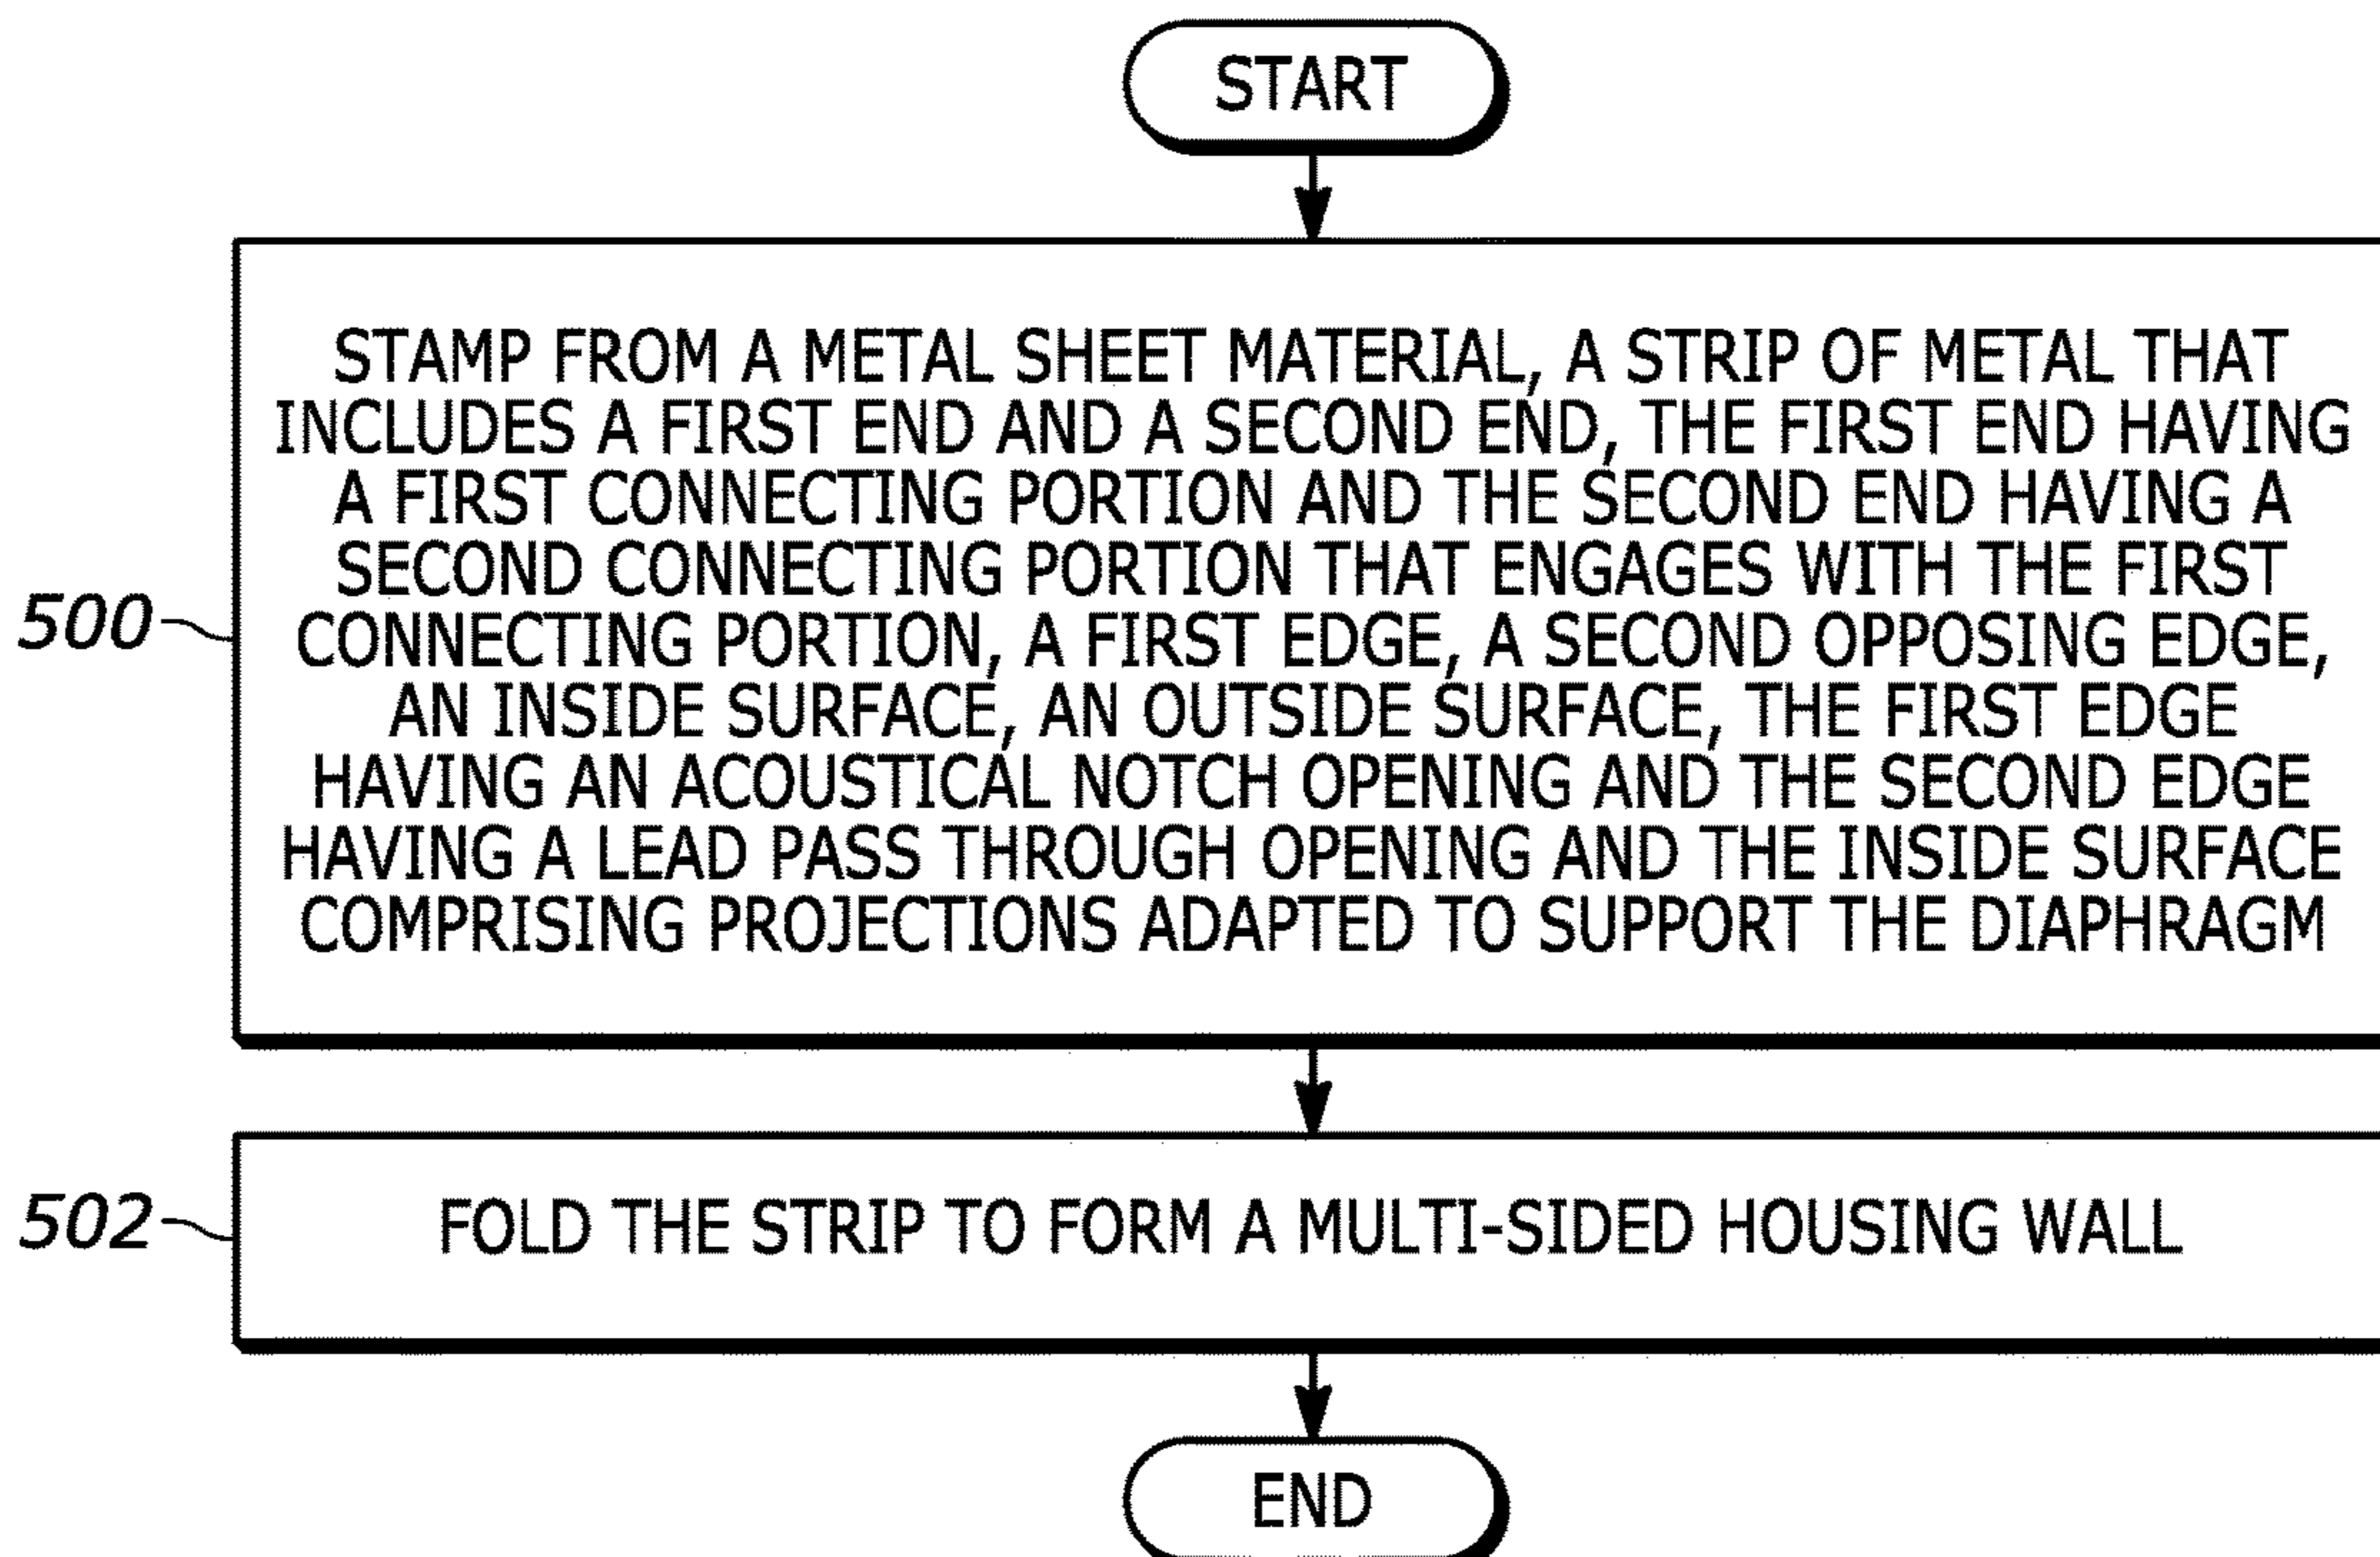 START
STAMP FROM A METAL SHEET MATERIAL, A STRIP OF METAL THAT
INCLUDES A FIRST END AND A SECOND END, THE FIRST END HAVING
A FIRST CONNECTING PORTION AND THE SECOND END HAVING A
SECOND CONNECTING PORTION THAT ENGAGES WITH THE FIRST
CONNECTING PORTION, A FIRST EDGE, A SECOND OPPOSING EDGE,
AN INSIDE SURFACE, AN OUTSIDE SURFACE, THE FIRST EDGE
HAVING AN ACOUSTICAL NOTCH OPENING AND THE SECOND EDGE
HAVING A LEAD PASS THROUGH OPENING AND THE INSIDE SURFACE
COMPRISING PROJECTIONS ADAPTED TO SUPPORT THE DIAPHRAGM
500
FOLD THE STRIP TO FORM A MULTI-SIDED HOUSING WALL
502
END